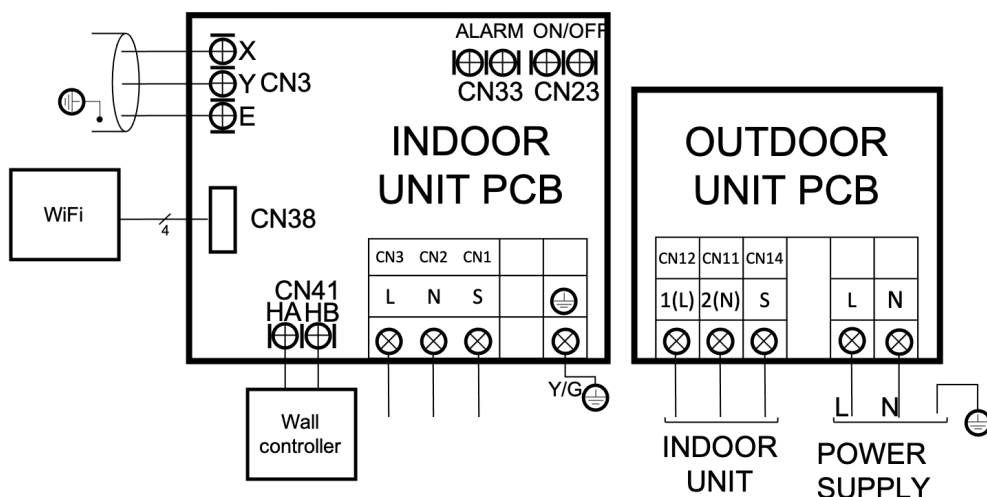 ALARM ON/OFF
X
Y CN3
E
CN33 CN23
INDOOR
UNIT PCB
WiFi
4
CN38
CN3 CN2 CN1
L N S
CN41
HA HB
Y/G
Wall
controller
OUTDOOR
UNIT PCB
CN12 CN11 CN14
1(L) 2(N) S L N
L N
INDOOR
UNIT
POWER
SUPPLY